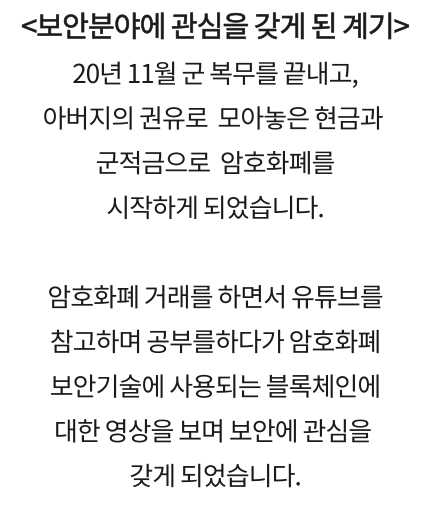 <보안분야에 관심을 갖게 된 계기>
20년 11월 군 복무를 끝내고,
아버지의 권유로 모아놓은 현금과
군적금으로 암호화폐를
시작하게 되었습니다.
암호화폐 거래를 하면서 유튜브를
참고하며 공부를하다가 암호화폐
보안기술에 사용되는 블록체인에
대한 영상을 보며 보안에 관심을
갖게 되었습니다.